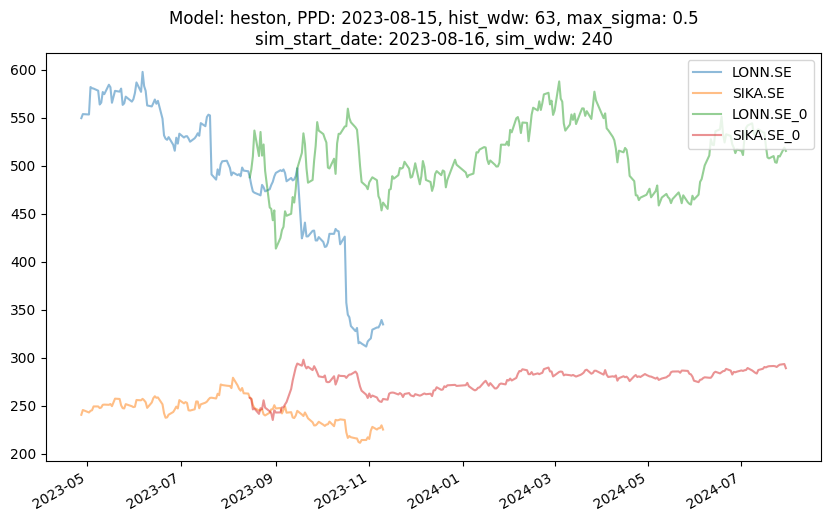 Model: heston, PPD: 2023-08-15, hist_wdw: 63, max_sigma: 0.5
sim_start_date: 2023-08-16, sim_wdw: 240
LONN.SE
SIKA.SE
LONN.SE_0
SIKA.SE_0
600
550
500
450
400
350
300
250
200
2023-05
2023-07
2023-09
2023-11
2024-01
2024-03
2024-05
2024-07